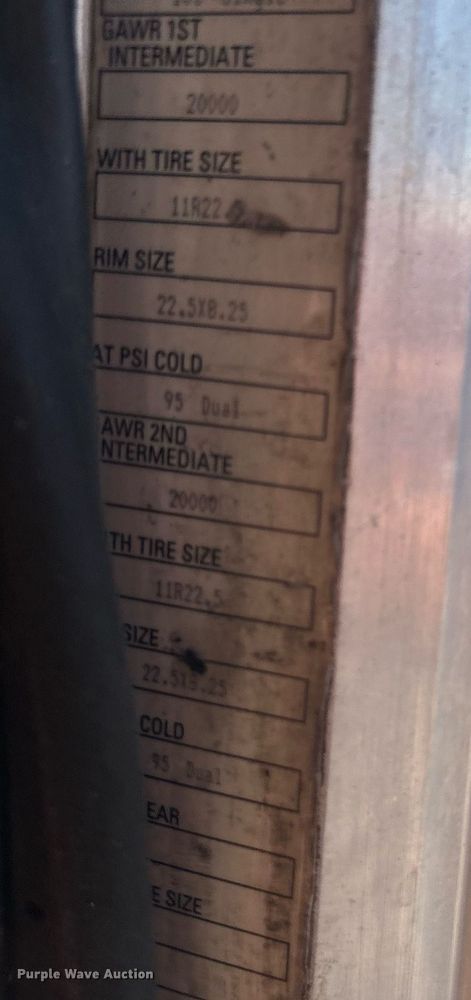 GAWR 1ST
INTERMEDIATE
20000
WITH TIRE SIZE
11R22.
RIM SIZE
22.5X8.25
AT PSI COLD
95 Dual
AWR 2ND
NTERMEDIATE
20000
TH TIRE SIZE
11R22.5
SIZE
22.5X8.25
COLD
95 Dual
EAR
E SIZE
Purple Wave Auction